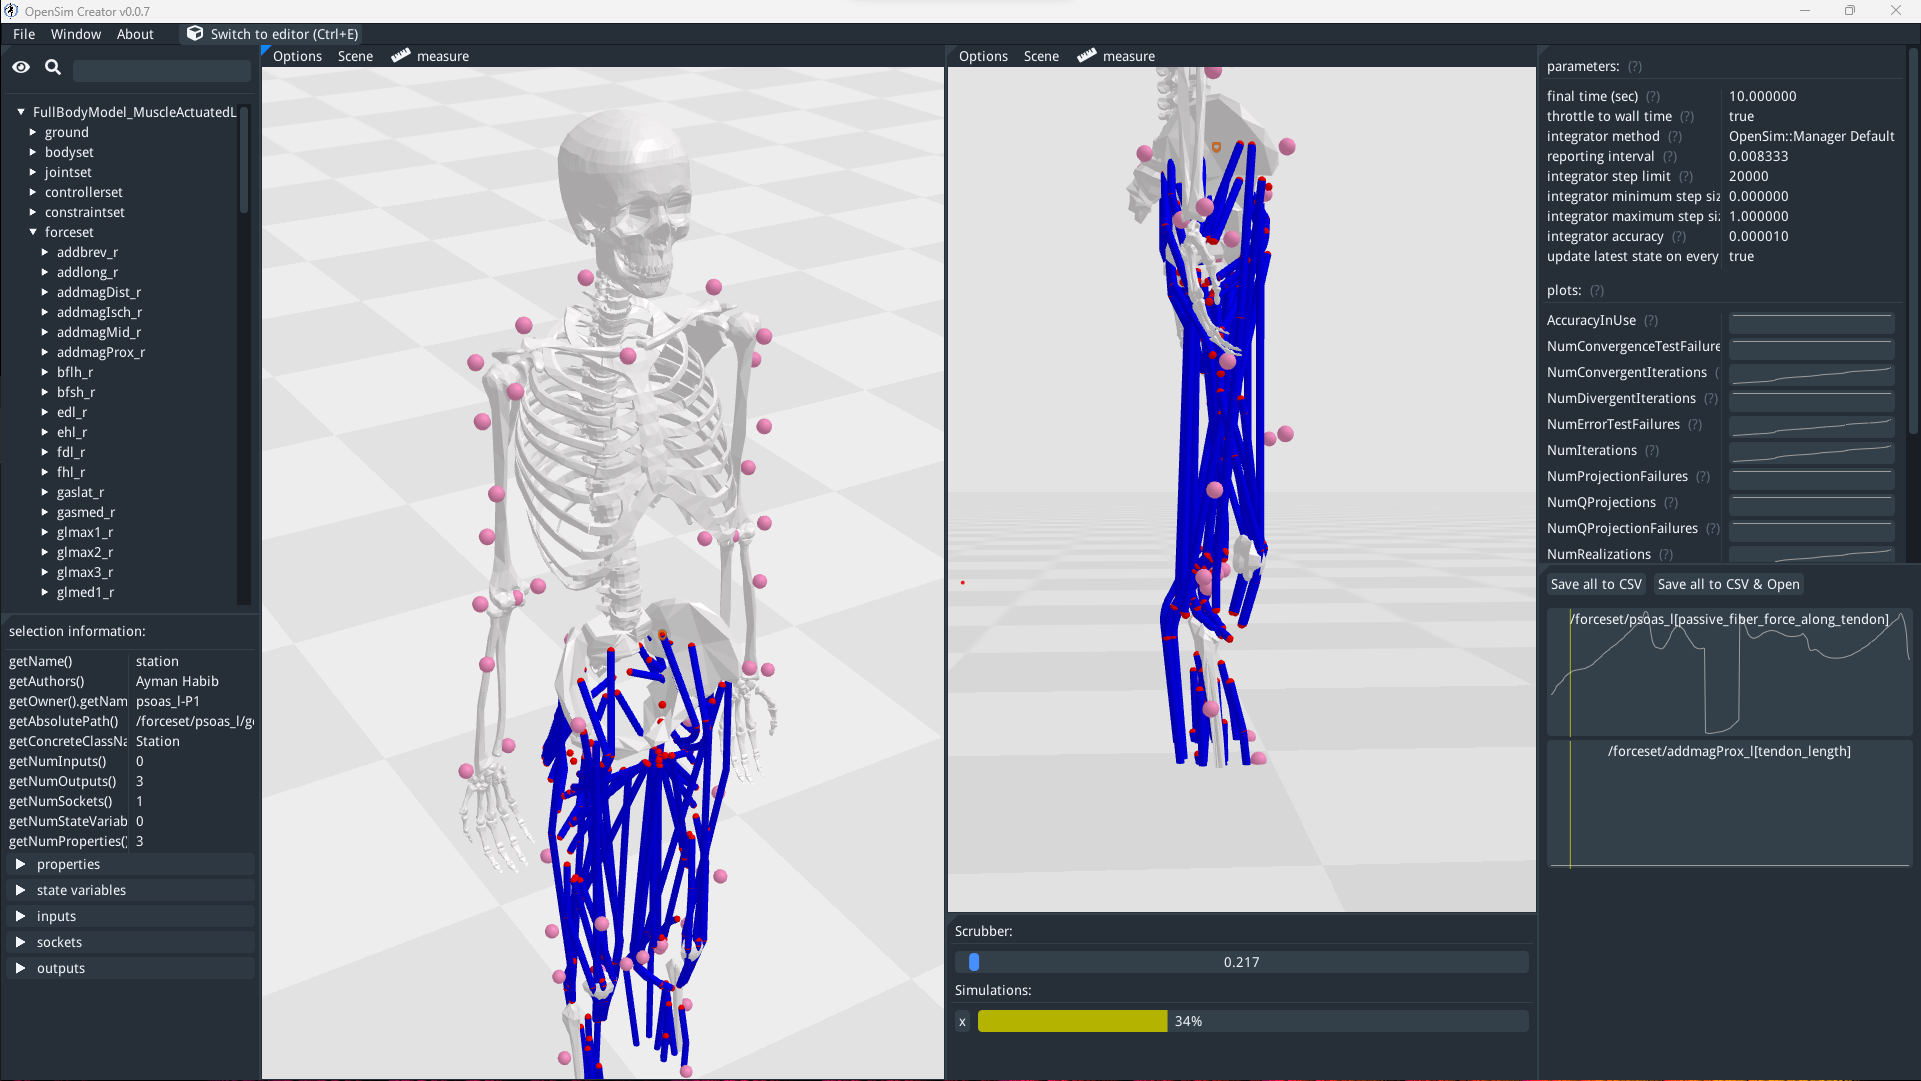 OpenSim Creator v0.0.7
File Window About Switch to editor (Ctrl+E)
FullBodyModel_MuscleActuatedL
ground
bodyset
jointset
controllerset
constraintset
forceset
addbrev_r
addlong_r
addmagDist_r
addmagIsch_r
addmagMid_r
addmagProx_r
bflh_r
bfsh_r
edl_r
ehl_r
fdl_r
fhl_r
gaslat_r
gasmed_r
glmax1_r
glmax2_r
glmax3_r
glmed1_r
selection information:
getName() station
getAuthors() Ayman Habib
getOwner().getNam psoas_l-P1
getAbsolutePath() /forceset/psoas_l/ge
getConcreteClassNa Station
getNumInputs() 0
getNumOutputs() 3
getNumSockets() 1
getNumStateVariab 0
getNumProperties() 3
properties
state variables
inputs
sockets
outputs
Options Scene measure
Options Scene measure
Scrubber:
0.217
Simulations:
x 34%
parameters: (?)
final time (sec) (?) 10.000000
throttle to wall time (?) true
integrator method (?) OpenSim::Manager Default
reporting interval (?) 0.008333
integrator step limit (?) 20000
integrator minimum step siz 0.000000
integrator maximum step siz 1.000000
integrator accuracy (?) 0.000010
update latest state on every true
plots: (?)
AccuracyInUse (?)
NumConvergenceTestFailure
NumConvergentIterations (
NumDivergentIterations (?)
NumErrorTestFailures (?)
NumIterations (?)
NumProjectionFailures (?)
NumQProjections (?)
NumQProjectionFailures (?)
NumRealizations (?)
Save all to CSV Save all to CSV & Open
/forceset/psoas_l[passive_fiber_force_along_tendon]
/forceset/addmagProx_l[tendon_length]